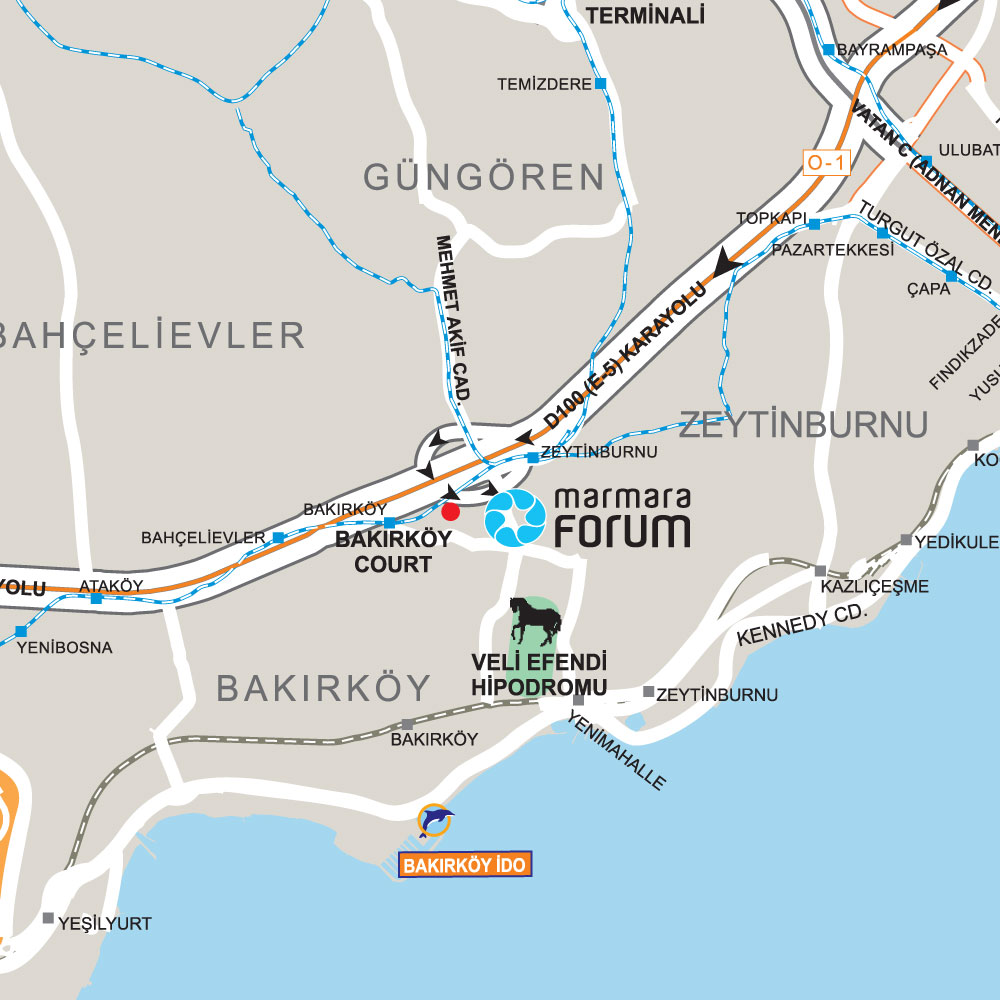 TERMİNALİ
BAYRAMPAŞA
TEMİZDERE
VATAN C.(ADNAN MEN
ULUBAT
O-1
GÜNGÖREN
TOPKAPI
TURGUT ÖZAL CD.
PAZARTEKKESİ
ÇAPA
MEHMET AKİF CAD.
D100 (E-5) KARAYOLU
BAHÇELİEVLER
FINDIKZADE
YUSU
ZEYTİNBURNU
ZEYTİNBURNU
KO
marmara
FORUM
BAKIRKÖY
BAHÇELİEVLER
BAKIRKÖY
COURT
YEDİKULE
YOLU
ATAKÖY
KAZLIÇEŞME
KENNEDY CD.
YENİBOSNA
VELİ EFENDİ
HİPODROMU
BAKIRKÖY
ZEYTİNBURNU
YENİMAHALLE
BAKIRKÖY
BAKIRKÖY İDO
YEŞİLYURT